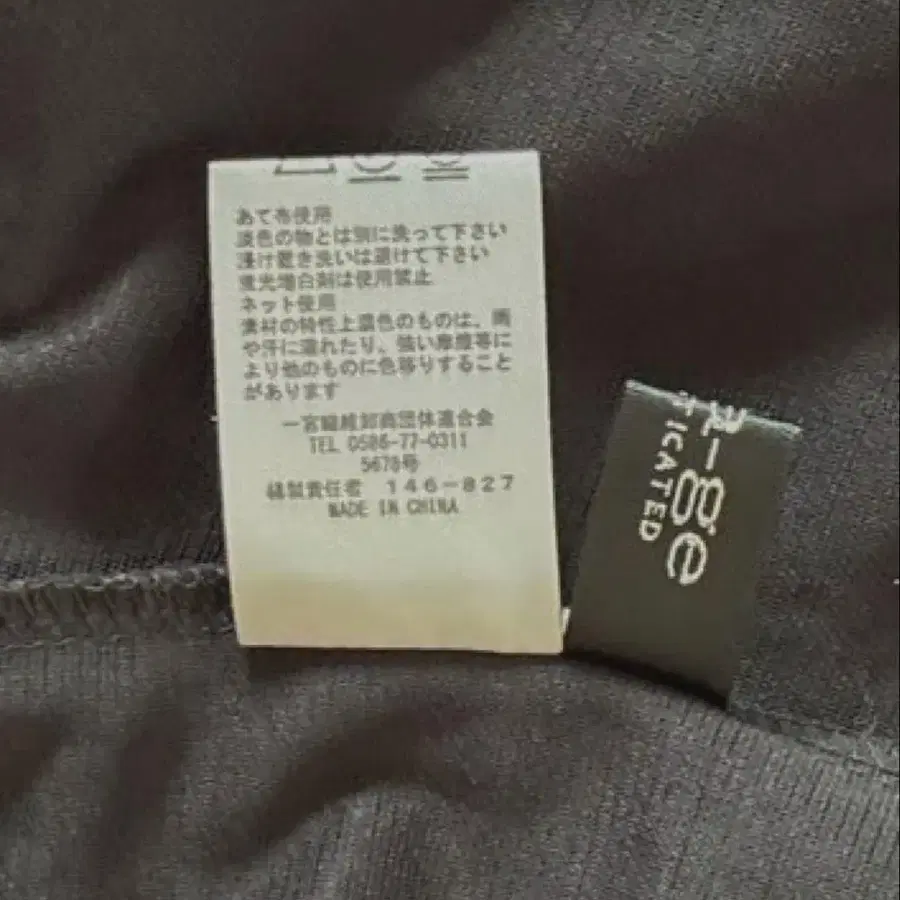 あて布使用
淡色の物とは別に洗って下さい
浸け置き洗いは避けて下さい
蛍光増白剤は使用禁止
ネット使用
素材の特性上濃色のものは、雨
や汗に濡れたり、強い摩擦等に
より他のものに色移りすること
があります
一宮繊維卸商団体連合会
TEL 0586-77-0311
5678号
縫製責任者 146-827
MADE IN CHINA
a-ge
TICATED